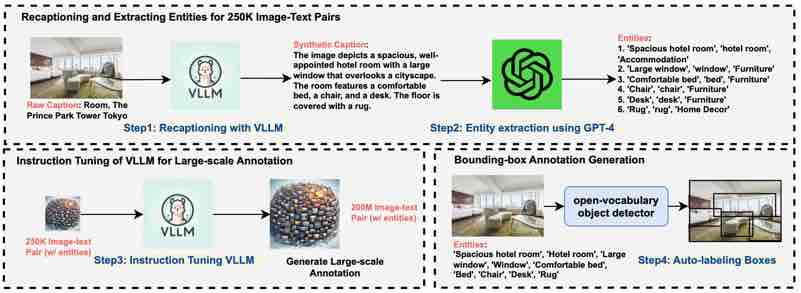 Recaptioning and Extracting Entities for 250K Image-Text Pairs
Raw Caption: Room, The
Prince Park Tower Tokyo
VLLM
Step1: Recaptioning with VLLM
Synthetic Caption:
The image depicts a spacious, well-
appointed hotel room with a large
window that overlooks a cityscape.
The room features a comfortable
bed, a chair, and a desk. The floor is
covered with a rug.
Step2: Entity extraction using GPT-4
Entities:
1. 'Spacious hotel room', 'hotel room',
'Accommodation'
2. 'Large window', 'window', 'Furniture'
3. 'Comfortable bed', 'bed', 'Furniture'
4. 'Chair', 'chair', 'Furniture'
5. 'Desk', 'desk', 'Furniture'
6. 'Rug', 'rug', 'Home Decor'
Instruction Tuning of VLLM for Large-scale Annotation
250K Image-text
Pair (w/ entities)
VLLM
Step3: Instruction Tuning VLLM
200M Image-text
Pair (w/ entities)
Generate Large-scale
Annotation
Bounding-box Annotation Generation
Entities:
'Spacious hotel room', 'Hotel room', 'Large
window', 'Window', 'Comfortable bed',
'Bed', 'Chair', 'Desk', 'Rug'
open-vocabulary
object detector
Step4: Auto-labeling Boxes